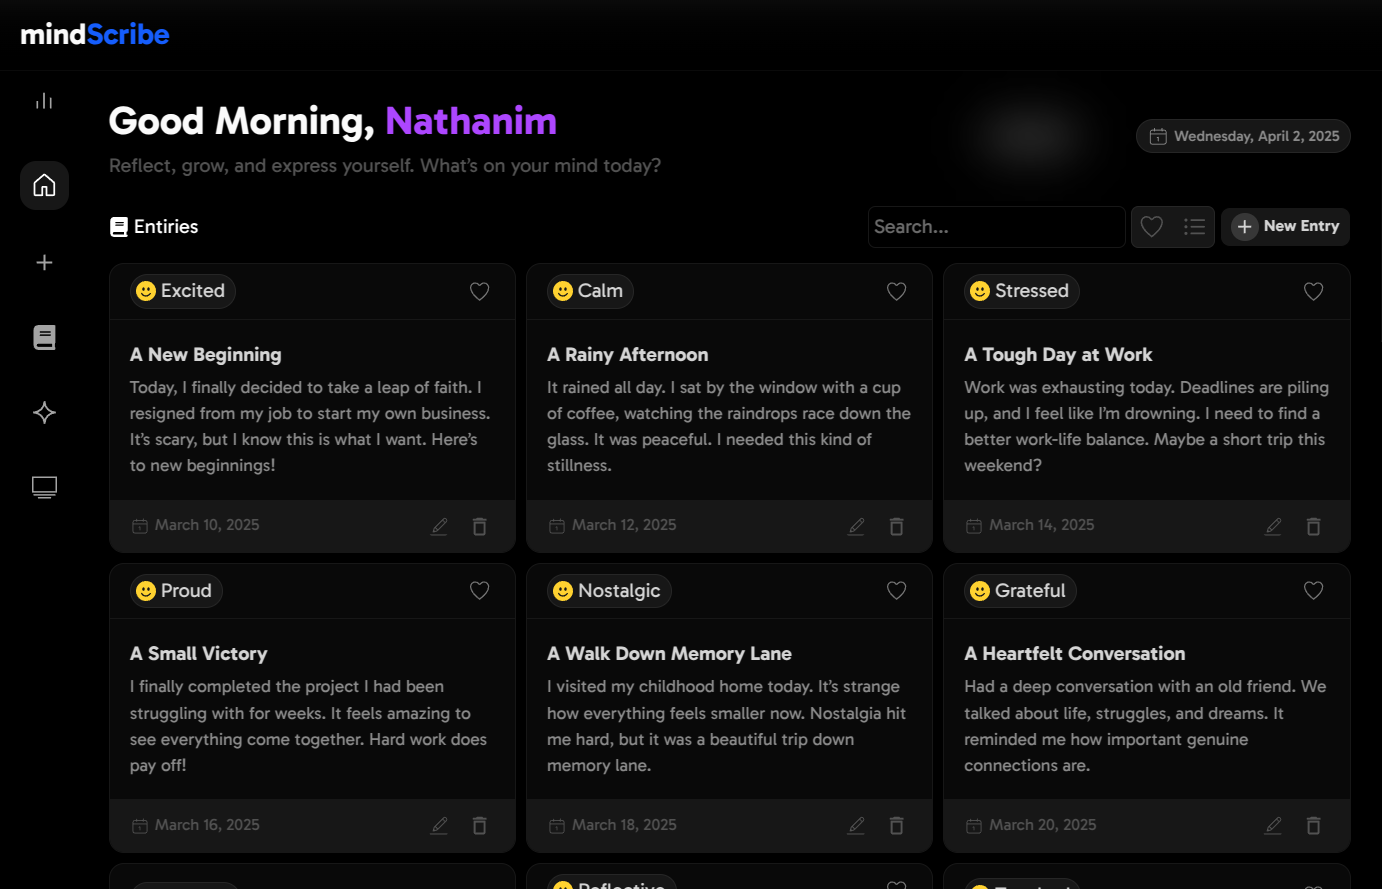 mindScribe
Good Morning, Nathanim
Wednesday, April 2, 2025
Reflect, grow, and express yourself. What's on your mind today?
Entiries
Search...
New Entry
Excited
A New Beginning
Today, I finally decided to take a leap of faith. I
resigned from my job to start my own business.
It's scary, but I know this is what I want. Here's
to new beginnings!
March 10, 2025
Calm
A Rainy Afternoon
It rained all day. I sat by the window with a cup
of coffee, watching the raindrops race down the
glass. It was peaceful. I needed this kind of
stillness.
March 12, 2025
Stressed
A Tough Day at Work
Work was exhausting today. Deadlines are piling
up, and I feel like I'm drowning. I need to find a
better work-life balance. Maybe a short trip this
weekend?
March 14, 2025
Proud
A Small Victory
I finally completed the project I had been
struggling with for weeks. It feels amazing to
see everything come together. Hard work does
pay off!
March 16, 2025
Nostalgic
A Walk Down Memory Lane
I visited my childhood home today. It's strange
how everything feels smaller now. Nostalgia hit
me hard, but it was a beautiful trip down
memory lane.
March 18, 2025
Grateful
A Heartfelt Conversation
Had a deep conversation with an old friend. We
talked about life, struggles, and dreams. It
reminded me how important genuine
connections are.
March 20, 2025
Reflective